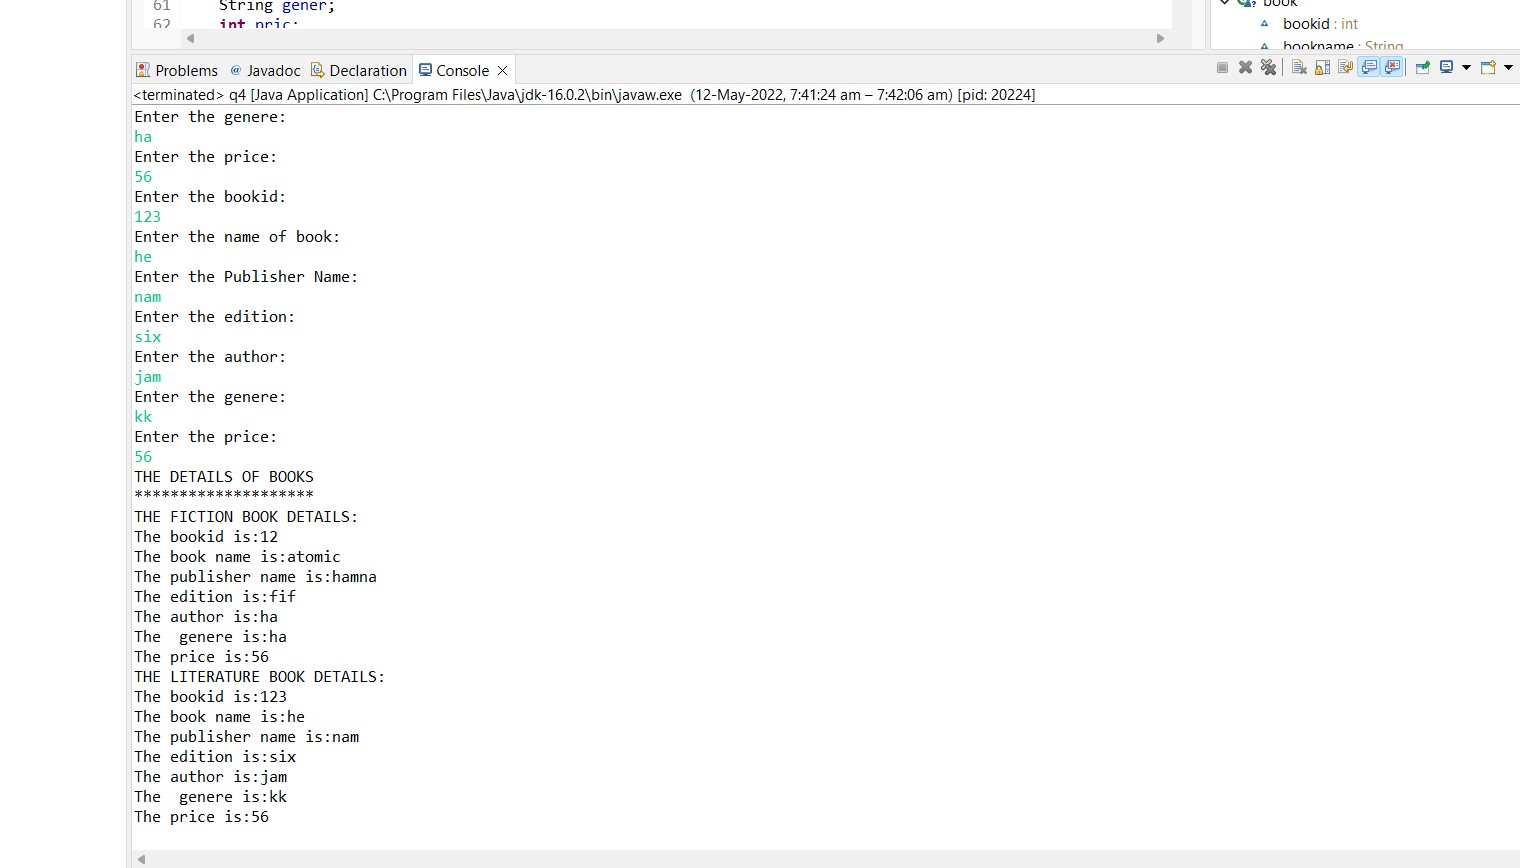 61 String gener;
62 int pric;
book
bookid : int
bookname : String
Problems @ Javadoc Declaration Console
<terminated> q4 [Java Application] C:\Program Files\Java\jdk-16.0.2\bin\javaw.exe (12-May-2022, 7:41:24 am – 7:42:06 am) [pid: 20224]
Enter the genere:
ha
Enter the price:
56
Enter the bookid:
123
Enter the name of book:
he
Enter the Publisher Name:
nam
Enter the edition:
six
Enter the author:
jam
Enter the genere:
kk
Enter the price:
56
THE DETAILS OF BOOKS
********************
THE FICTION BOOK DETAILS:
The bookid is:12
The book name is:atomic
The publisher name is:hamna
The edition is:fif
The author is:ha
The  genere is:ha
The price is:56
THE LITERATURE BOOK DETAILS:
The bookid is:123
The book name is:he
The publisher name is:nam
The edition is:six
The author is:jam
The  genere is:kk
The price is:56